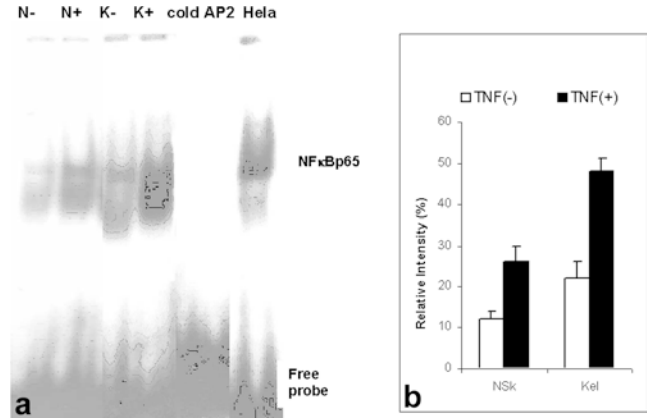 N- N+ K- K+ cold AP2 Hela
NFκBp65
Free
probe
a
TNF(-) TNF(+)
Relative Intensity (%)
60
50
40
30
20
10
0
NSk Kel
b